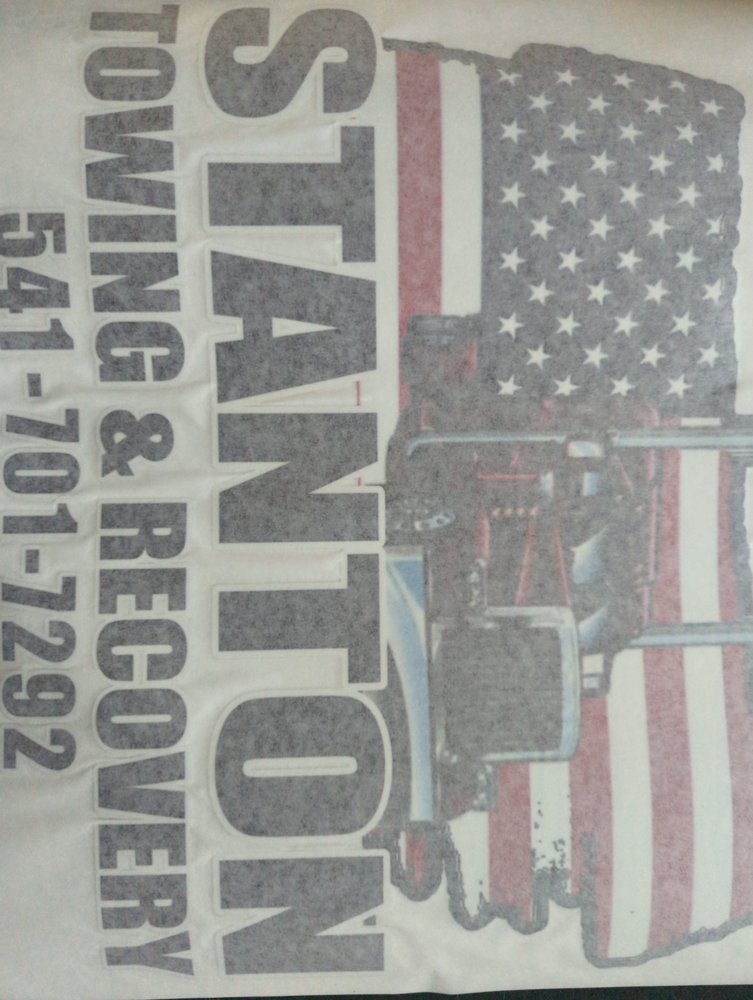 STANTON
TOWING & RECOVERY
541-701-7292